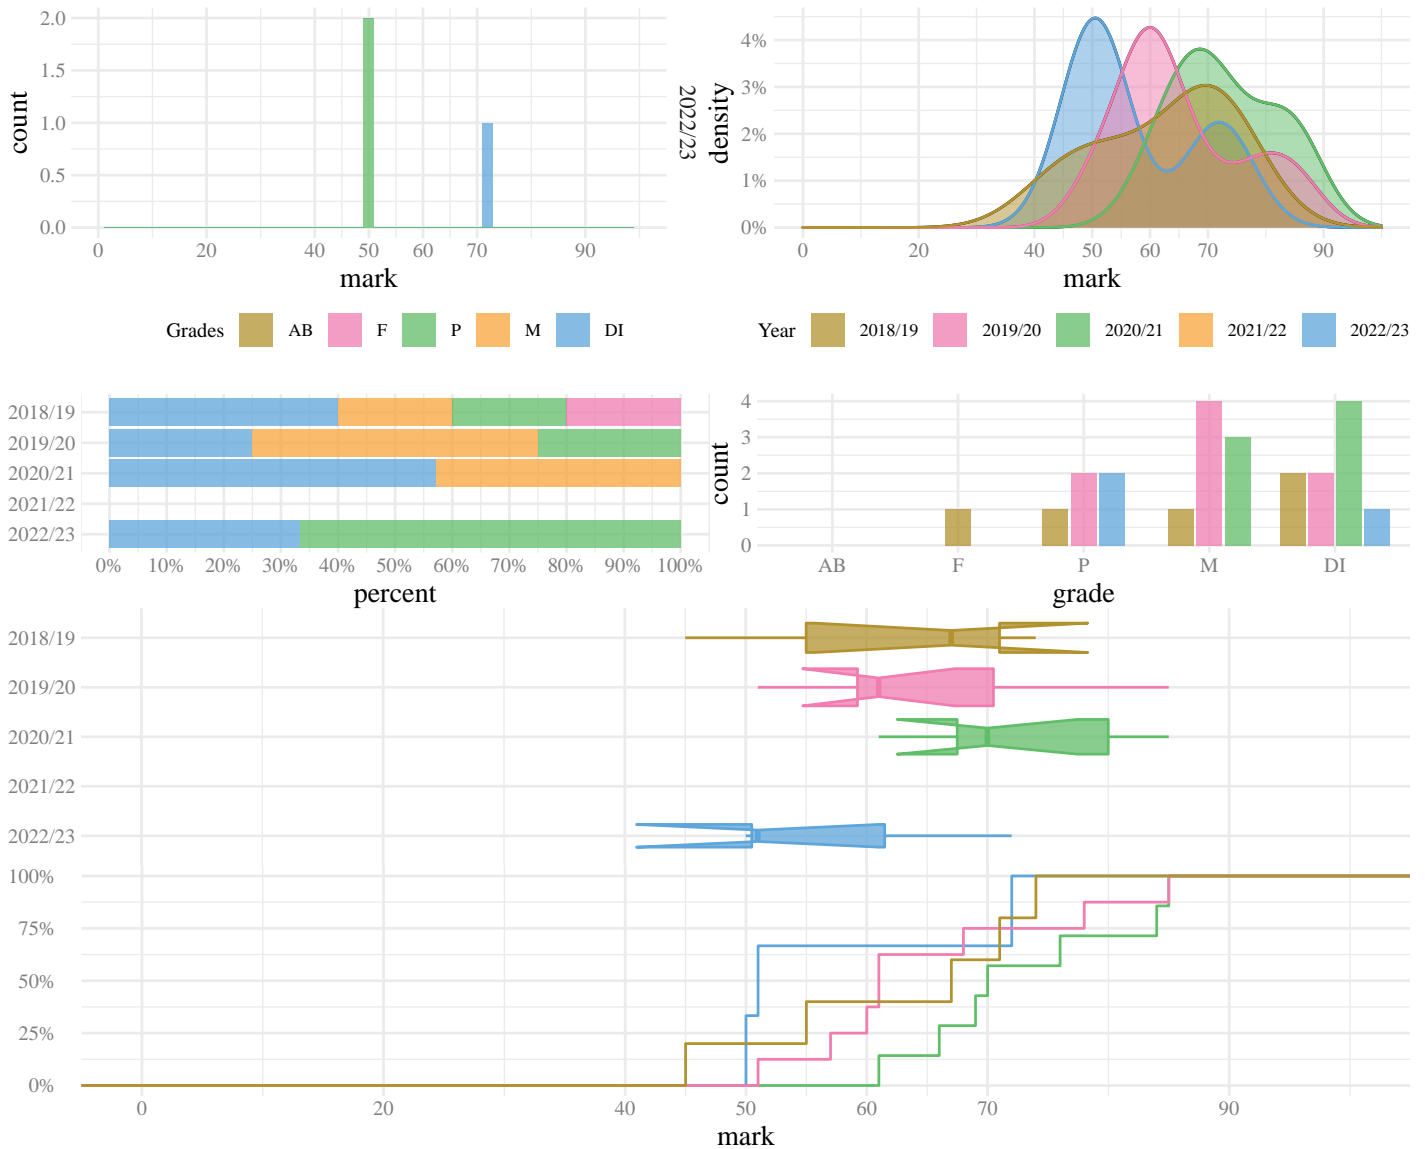 2.0
1.5
1.0
0.5
0.0
count
0 20 40 50 60 70 90
mark
2022/23
4%
3%
2%
1%
0%
density
0 20 40 50 60 70 90
mark
Grades AB F P M DI
Year 2018/19 2019/20 2020/21 2021/22 2022/23
2018/19
2019/20
2020/21
2021/22
2022/23
0% 10% 20% 30% 40% 50% 60% 70% 80% 90% 100%
percent
4
3
2
1
0
count
AB F P M DI
grade
2018/19
2019/20
2020/21
2021/22
2022/23
100%
75%
50%
25%
0%
0 20 40 50 60 70 90
mark